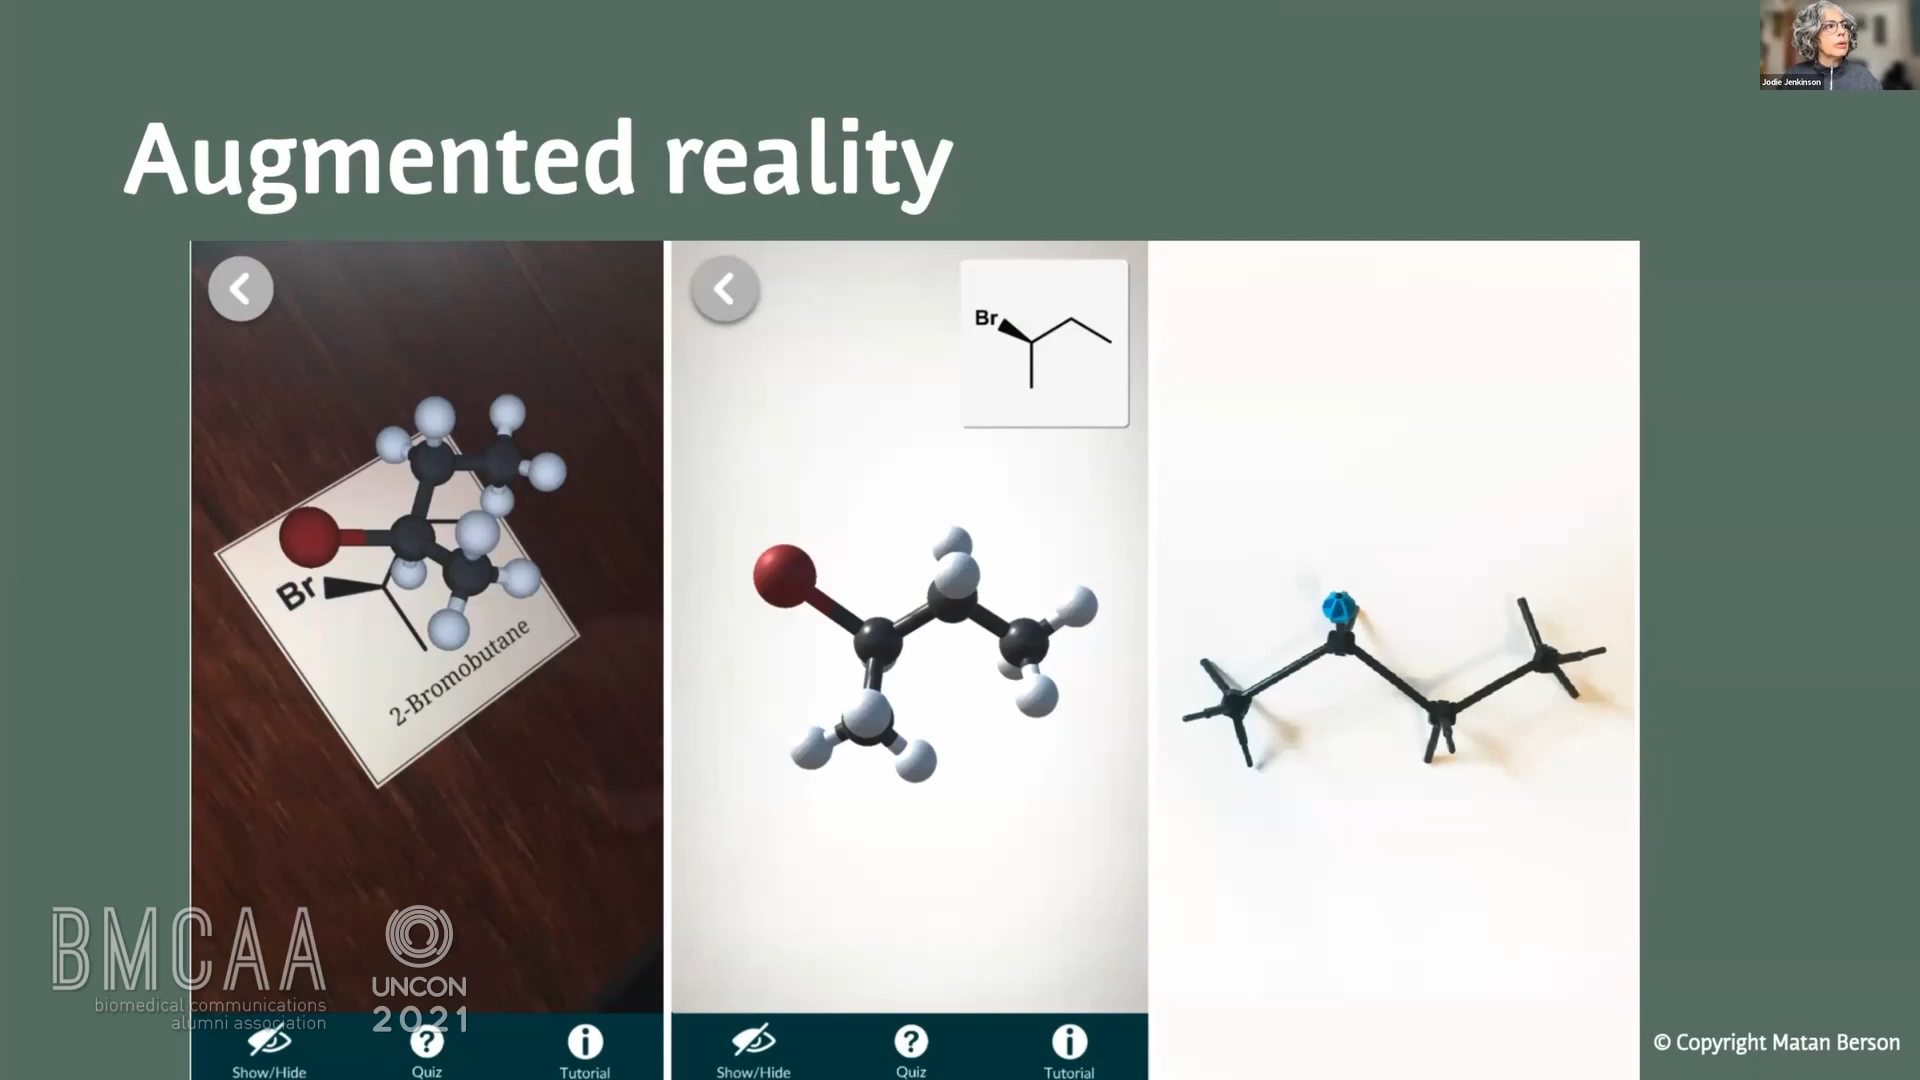 Jodie Jenkinson
Augmented reality
Br
Br
2-Bromobutane
BMCAA
biomedical communications
alumni association
UNCON
2021
Show/Hide
Quiz
Tutorial
Show/Hide
Quiz
Tutorial
© Copyright Matan Berson